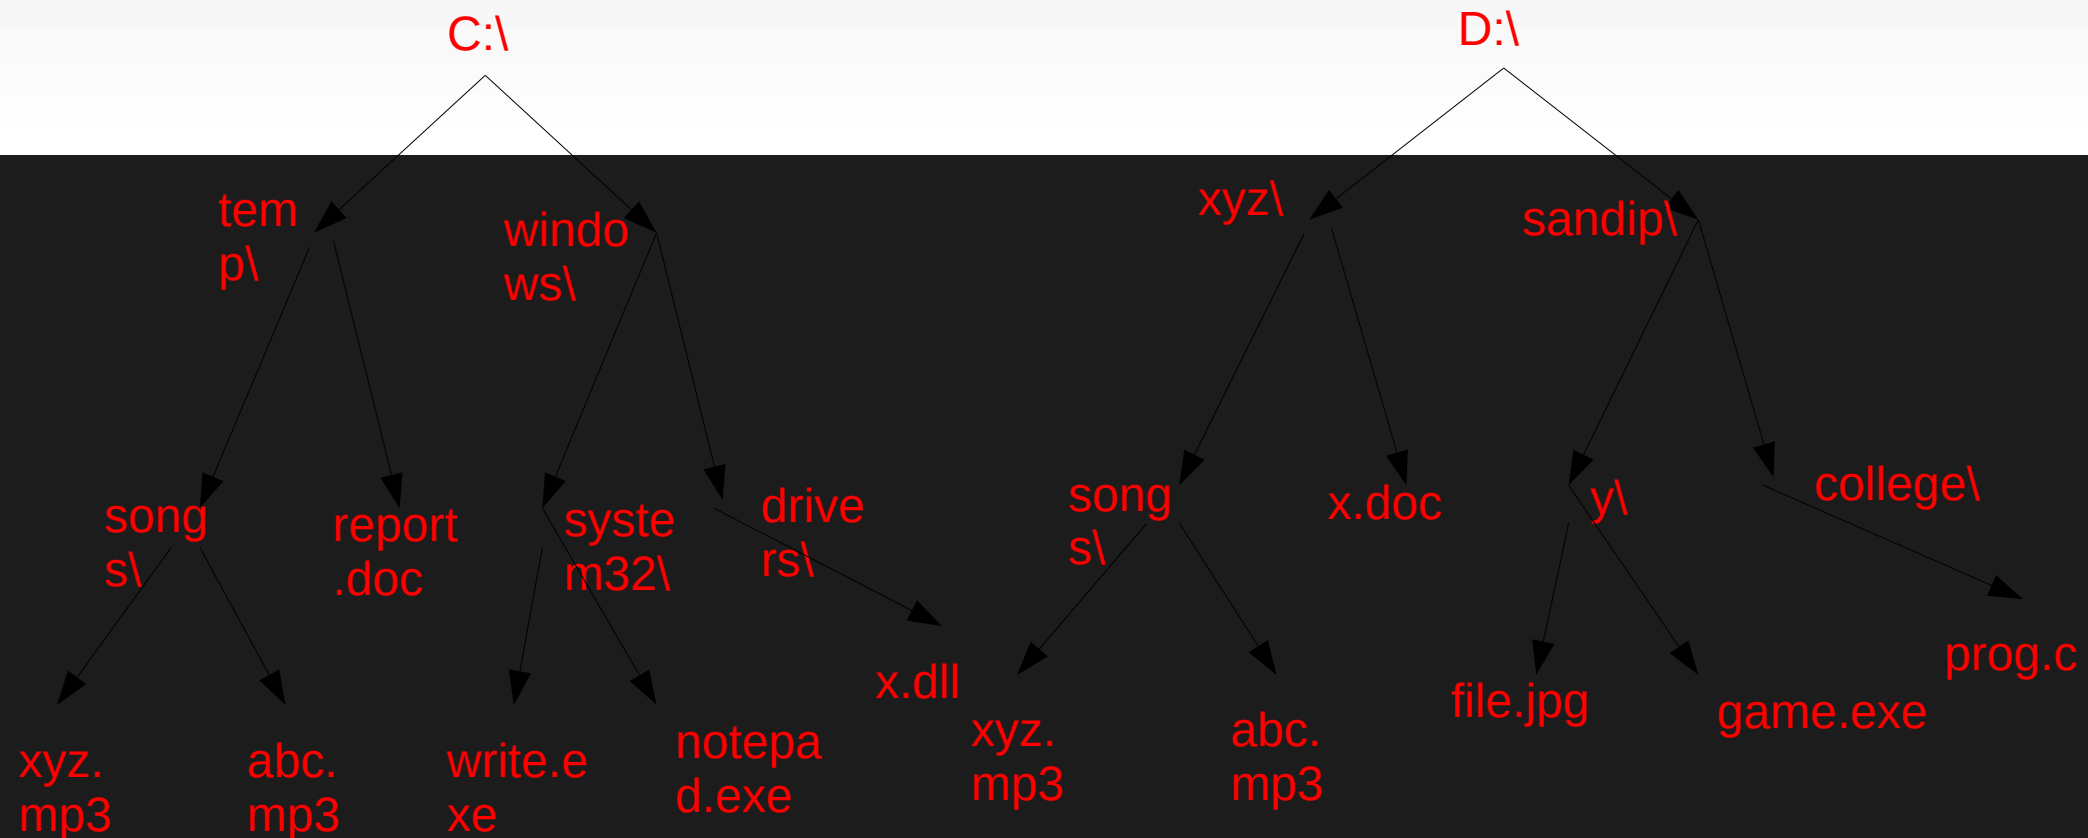 C:\
D:\
tem
p\
windo
ws\
xyz\
sandip\
song
s\
report
.doc
syste
m32\
drive
rs\
song
s\
x.doc
y\
college\
xyz.
mp3
abc.
mp3
write.e
xe
notepa
d.exe
x.dll
xyz.
mp3
abc.
mp3
file.jpg
game.exe
prog.c